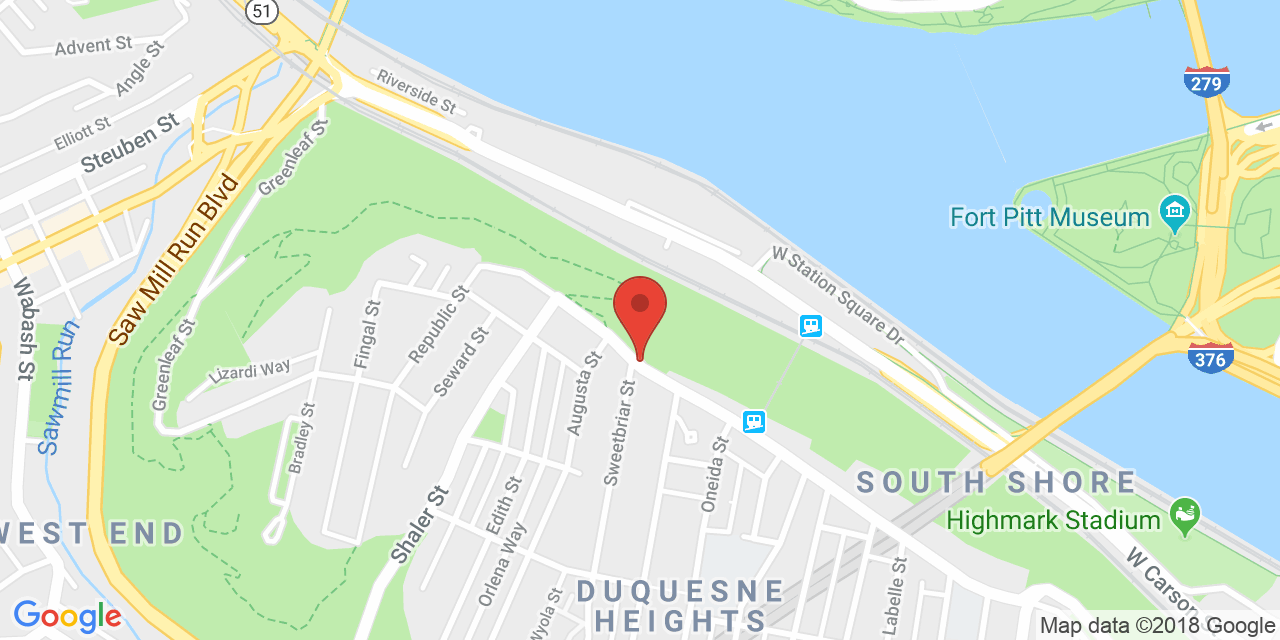 51
Advent St
Angle St
Riverside St
279
Elliott St
Steuben St
Greenleaf St
Saw Mill Run Blvd
Fort Pitt Museum
W Station Square Dr
Wabash St
Sawmill Run
Greenleaf St
Lizardi Way
Fingal St
Republic St
Seward St
Augusta St
Sweetbriar St
376
Bradley St
Oneida St
Shaler St
Edith St
Orlena Way
SOUTH SHORE
Highmark Stadium
WEST END
W Carson
Labelle St
Wyola St
DUQUESNE
HEIGHTS
Google
Map data ©2018 Google